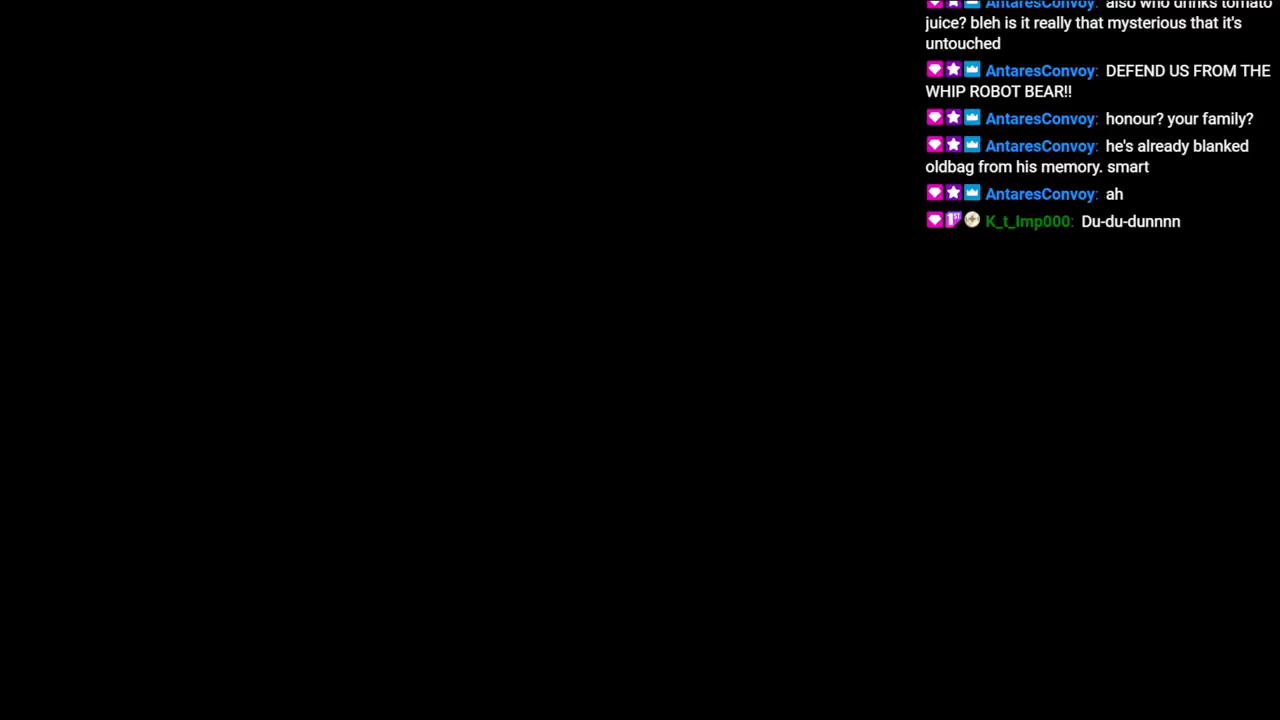 AntaresConvoy: also who drinks tomato
juice? bleh is it really that mysterious that it's
untouched
AntaresConvoy: DEFEND US FROM THE
WHIP ROBOT BEAR!!
AntaresConvoy: honour? your family?
AntaresConvoy: he's already blanked
oldbag from his memory. smart
AntaresConvoy: ah
K_t_Imp000: Du-du-dunnnn